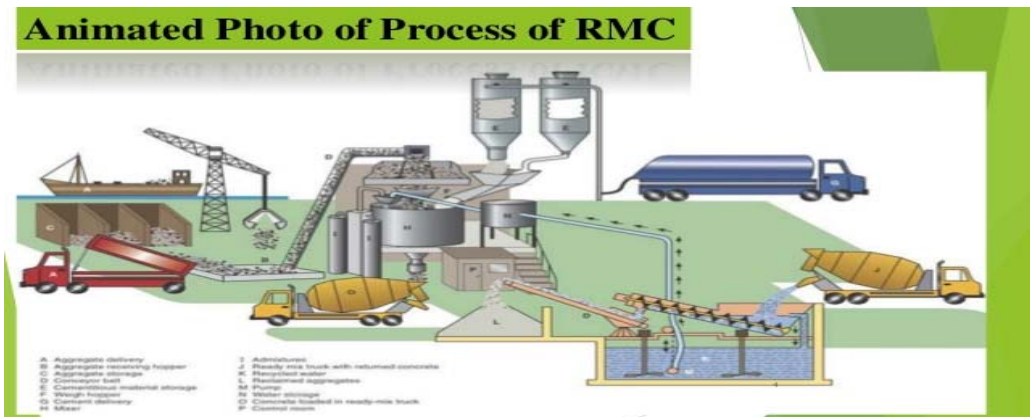 Animated Photo of Process of RMC
A Aggregate delivery
B Aggregate receiving hopper
C Aggregate storage
D Conveyor belt
E Cementitious material storage
F Weigh hopper
G Cement delivery
H Mixer
I Admixtures
J Ready mix truck with returned concrete
K Recycled water
L Reclaimed aggregates
M Pump
N Water storage
O Concrete loaded in ready-mix truck
P Control room